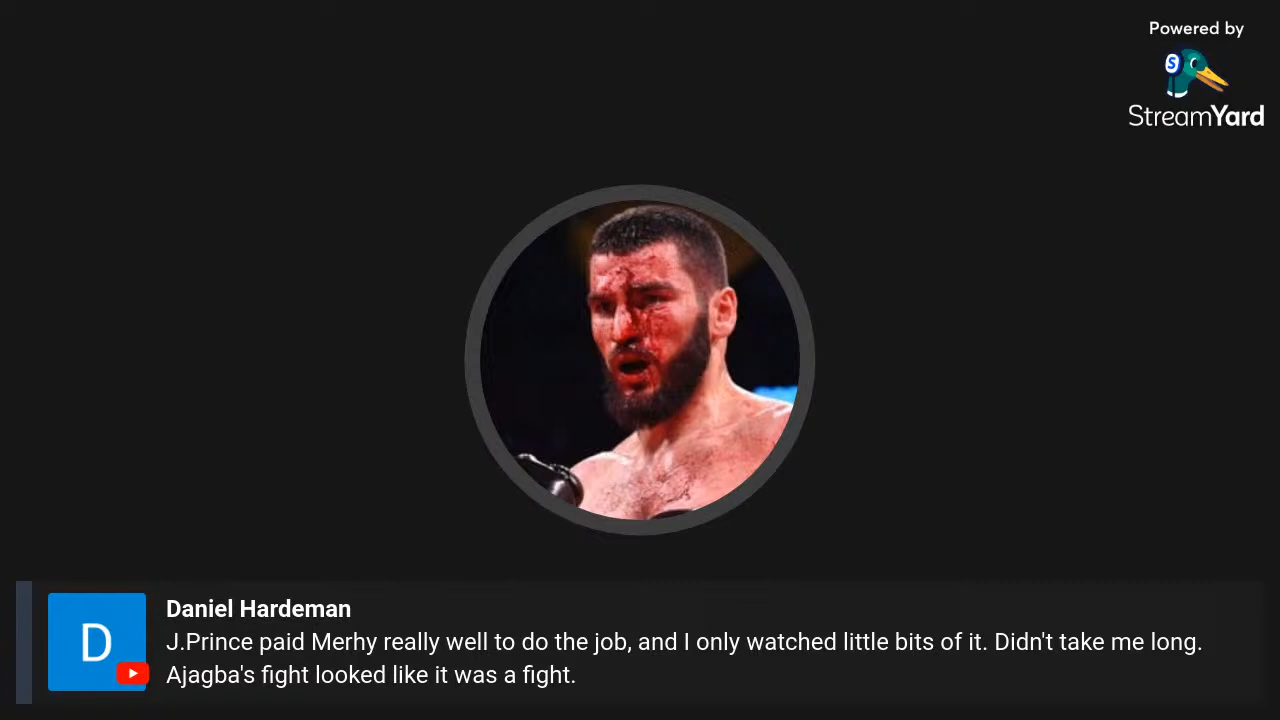 Powered by
S
StreamYard
Daniel Hardeman
D
J.Prince paid Merhy really well to do the job, and I only watched little bits of it. Didn't take me long.
Ajagba's fight looked like it was a fight.